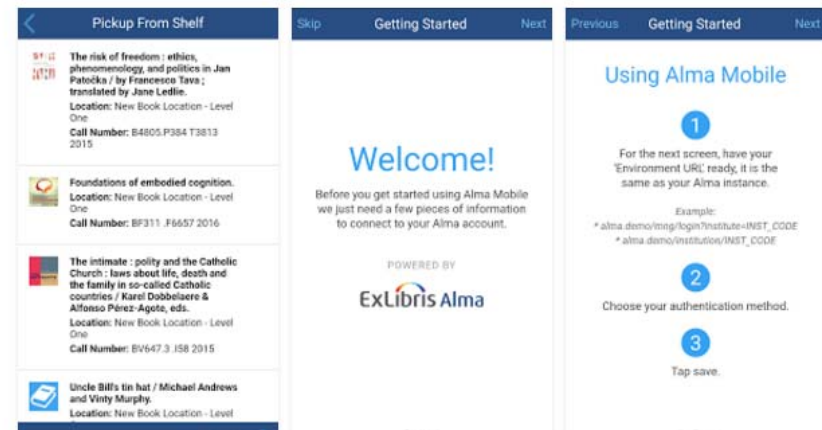 Pickup From Shelf
The risk of freedom : ethics,
phenomenology, and politics in Jan
Patočka / by Francesco Tava ;
translated by Jane Ledlie.
Location: New Book Location - Level
One
Call Number: B4805.P384 T3813
2015
Foundations of embodied cognition.
Location: New Book Location - Level
One
Call Number: BF311 .F6657 2016
The intimate : polity and the Catholic
Church : laws about life, death and
the family in so-called Catholic
countries / Karel Dobbelaere &
Alfonso Pérez-Agote, eds.
Location: New Book Location - Level
One
Call Number: BV647.3 .I58 2015
Uncle Bill's tin hat / Michael Andrews
and Vinty Murphy.
Location: New Book Location - Level
Skip Getting Started Next
Welcome!
Before you get started using Alma Mobile
we just need a few pieces of information
to connect to your Alma account.
POWERED BY
ExLibris Alma
Previous Getting Started Next
Using Alma Mobile
1
For the next screen, have your
'Environment URL' ready, it is the
same as your Alma instance.
Example:
* alma.demo/mng/login?institute=INST_CODE
* alma.demo/institution/INST_CODE
2
Choose your authentication method.
3
Tap save.